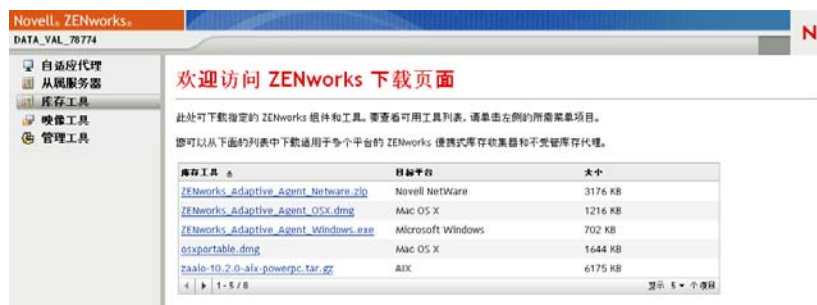 Novell® ZENworks®
DATA_VAL_78774
N
自适应代理
从属服务器
库存工具
映像工具
管理工具
欢迎访问 ZENworks 下载页面
此处可下载指定的 ZENworks 组件和工具。要查看可用工具列表，请单击左侧的所需菜单项目。
您可以从下面的列表中下载适用于多个平台的 ZENworks 便携式库存收集器和不受管库存代理。
库存工具 目标平台 大小
ZENworks_Adaptive_Agent_Netware.zip Novell NetWare 3176 KB
ZENworks_Adaptive_Agent_OSX.dmg Mac OS X 1216 KB
ZENworks_Adaptive_Agent_Windows.exe Microsoft Windows 702 KB
osxportable.dmg Mac OS X 1644 KB
zaaio-10.2.0-aix-powerpc.tar.gz AIX 6175 KB
1 - 5 / 8 显示 5 个项目